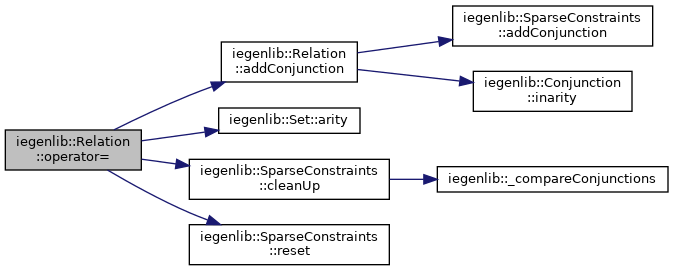 iegenlib::Relation
::operator=
iegenlib::Relation
::addConjunction
iegenlib::SparseConstraints
::addConjunction
iegenlib::Conjunction
::inarity
iegenlib::Set::arity
iegenlib::SparseConstraints
::cleanUp
iegenlib::_compareConjunctions
iegenlib::SparseConstraints
::reset